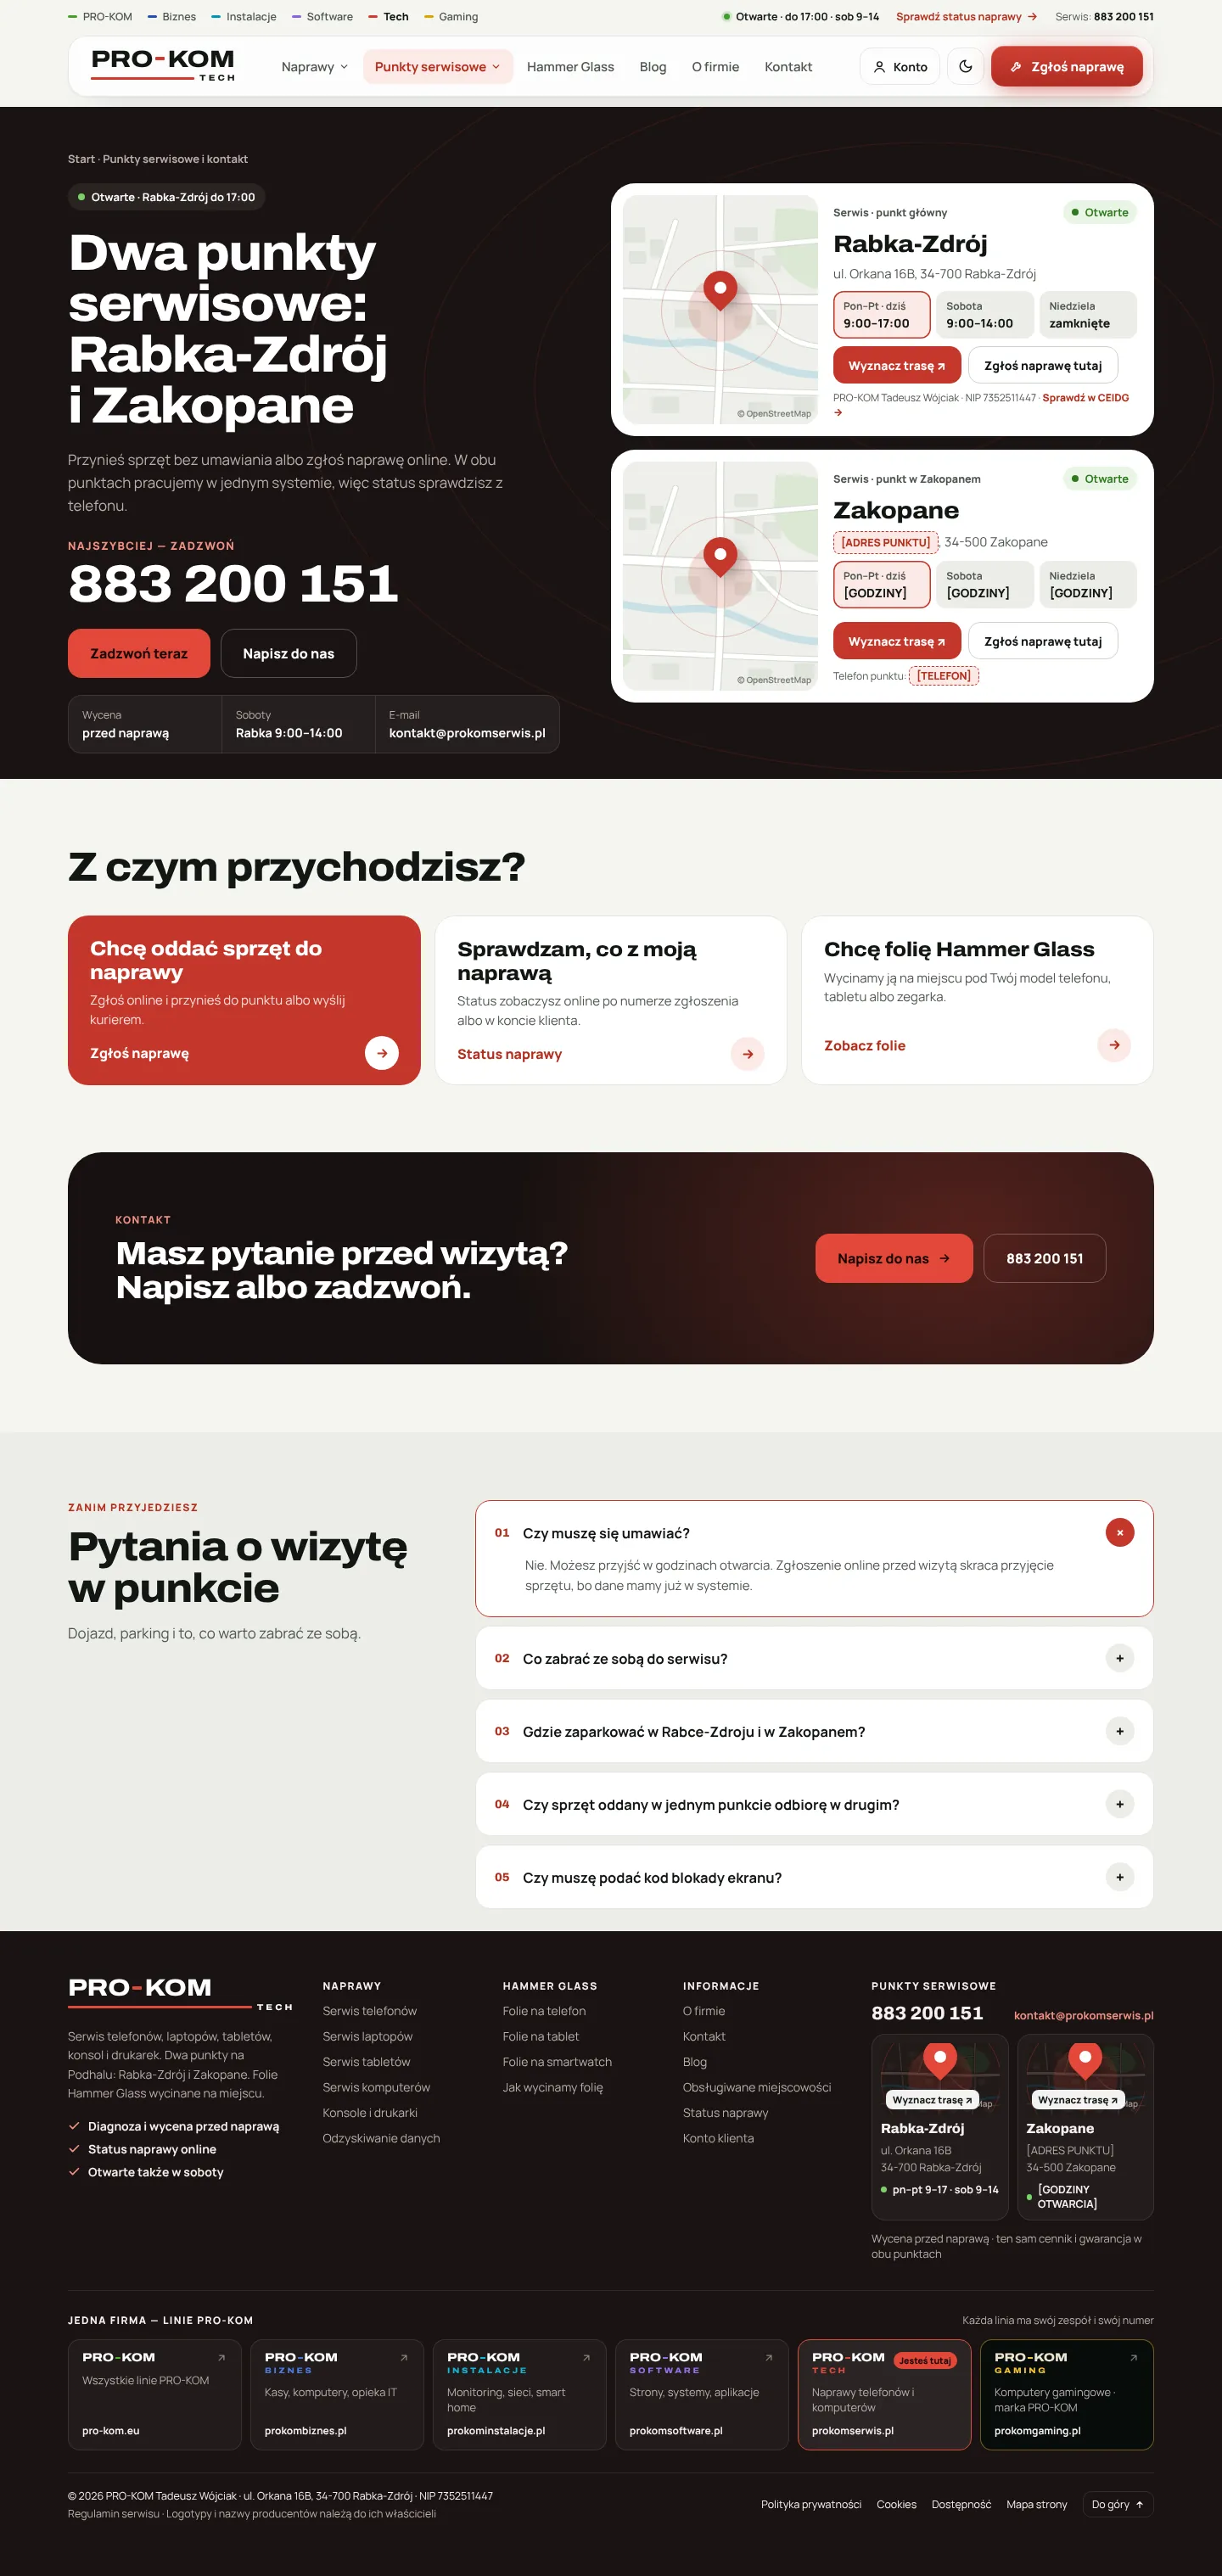 PRO-KOM Biznes Instalacje Software Tech Gaming
Otwarte · do 17:00 · sob 9–14 Sprawdź status naprawy → Serwis: 883 200 151
PRO-KOM
TECH
Naprawy Punkty serwisowe Hammer Glass Blog O firmie Kontakt
Konto
Zgłoś naprawę
Start · Punkty serwisowe i kontakt
Otwarte · Rabka-Zdrój do 17:00
Dwa punkty
serwisowe:
Rabka-Zdrój
i Zakopane
Przynieś sprzęt bez umawiania albo zgłoś naprawę online. W obu
punktach pracujemy w jednym systemie, więc status sprawdzisz z
telefonu.
NAJSZYBCIEJ — ZADZWOŃ
883 200 151
Zadzwoń teraz
Napisz do nas
Wycena
przed naprawą
Soboty
Rabka 9:00–14:00
E-mail
kontakt@prokomserwis.pl
© OpenStreetMap
Serwis · punkt główny
Otwarte
Rabka-Zdrój
ul. Orkana 16B, 34-700 Rabka-Zdrój
Pon–Pt · dziś
9:00–17:00
Sobota
9:00–14:00
Niedziela
zamknięte
Wyznacz trasę ↗
Zgłoś naprawę tutaj
PRO-KOM Tadeusz Wójciak · NIP 7352511447 · Sprawdź w CEIDG
→
© OpenStreetMap
Serwis · punkt w Zakopanem
Otwarte
Zakopane
[ADRES PUNKTU] , 34-500 Zakopane
Pon–Pt · dziś
[GODZINY]
Sobota
[GODZINY]
Niedziela
[GODZINY]
Wyznacz trasę ↗
Zgłoś naprawę tutaj
Telefon punktu: [TELEFON]
Z czym przychodzisz?
Chcę oddać sprzęt do
naprawy
Zgłoś online i przynieś do punktu albo wyślij
kurierem.
Zgłoś naprawę
→
Sprawdzam, co z moją
naprawą
Status zobaczysz online po numerze zgłoszenia
albo w koncie klienta.
Status naprawy
→
Chcę folię Hammer Glass
Wycinamy ją na miejscu pod Twój model telefonu,
tabletu albo zegarka.
Zobacz folie
→
KONTAKT
Masz pytanie przed wizytą?
Napisz albo zadzwoń.
Napisz do nas →
883 200 151
ZANIM PRZYJEDZIESZ
Pytania o wizytę
w punkcie
Dojazd, parking i to, co warto zabrać ze sobą.
01 Czy muszę się umawiać? ×
Nie. Możesz przyjść w godzinach otwarcia. Zgłoszenie online przed wizytą skraca przyjęcie
sprzętu, bo dane mamy już w systemie.
02 Co zabrać ze sobą do serwisu? +
03 Gdzie zaparkować w Rabce-Zdroju i w Zakopanem? +
04 Czy sprzęt oddany w jednym punkcie odbiorę w drugim? +
05 Czy muszę podać kod blokady ekranu? +
PRO-KOM
TECH
Serwis telefonów, laptopów, tabletów,
konsol i drukarek. Dwa punkty na
Podhalu: Rabka-Zdrój i Zakopane. Folie
Hammer Glass wycinane na miejscu.
Diagnoza i wycena przed naprawą
Status naprawy online
Otwarte także w soboty
NAPRAWY
Serwis telefonów
Serwis laptopów
Serwis tabletów
Serwis komputerów
Konsole i drukarki
Odzyskiwanie danych
HAMMER GLASS
Folie na telefon
Folie na tablet
Folie na smartwatch
Jak wycinamy folię
INFORMACJE
O firmie
Kontakt
Blog
Obsługiwane miejscowości
Status naprawy
Konto klienta
PUNKTY SERWISOWE
883 200 151 kontakt@prokomserwis.pl
Wyznacz trasę ↗
Map
Rabka-Zdrój
ul. Orkana 16B
34-700 Rabka-Zdrój
pn–pt 9–17 · sob 9–14
Wyznacz trasę ↗
Map
Zakopane
[ADRES PUNKTU]
34-500 Zakopane
[GODZINY
OTWARCIA]
Wycena przed naprawą · ten sam cennik i gwarancja w
obu punktach
JEDNA FIRMA — LINIE PRO-KOM
Każda linia ma swój zespół i swój numer
PRO-KOM
Wszystkie linie PRO-KOM
pro-kom.eu
PRO-KOM
BIZNES
Kasy, komputery, opieka IT
prokombiznes.pl
PRO-KOM
INSTALACJE
Monitoring, sieci, smart
home
prokominstalacje.pl
PRO-KOM
SOFTWARE
Strony, systemy, aplikacje
prokomsoftware.pl
PRO-KOM
TECH
Jesteś tutaj
Naprawy telefonów i
komputerów
prokomserwis.pl
PRO-KOM
GAMING
Komputery gamingowe ·
marka PRO-KOM
prokomgaming.pl
© 2026 PRO-KOM Tadeusz Wójciak · ul. Orkana 16B, 34-700 Rabka-Zdrój · NIP 7352511447
Regulamin serwisu · Logotypy i nazwy producentów należą do ich właścicieli
Polityka prywatności Cookies Dostępność Mapa strony Do góry ↑